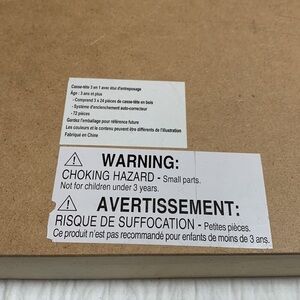 Casse-tête 3 en 1 avec étui d'entreposage
Âge : 3 ans et plus
- Comprend 3 x 24 pièces de casse-tête en bois
- Système d'enclenchement auto-correcteur
- 72 pièces
Gardez l'emballage pour référence future
Les couleurs et le contenu peuvent être différents de l'illustration
Fabriqué en Chine
WARNING:
CHOKING HAZARD - Small parts.
Not for children under 3 years.
AVERTISSEMENT:
RISQUE DE SUFFOCATION - Petites pièces.
Ce produit n'est pas recommandé pour enfants de moins de 3 ans.